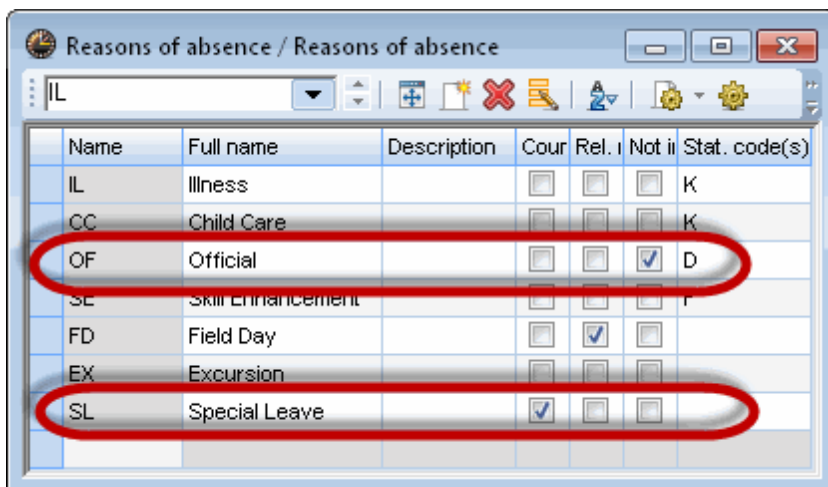 Reasons of absence / Reasons of absence
IL
Name Full name Description Cour Rel. Not i Stat. code(s)
IL Illness K
CC Child Care K
OF Official D
SE Skill Enhancement F
FD Field Day
EX Excursion
SL Special Leave